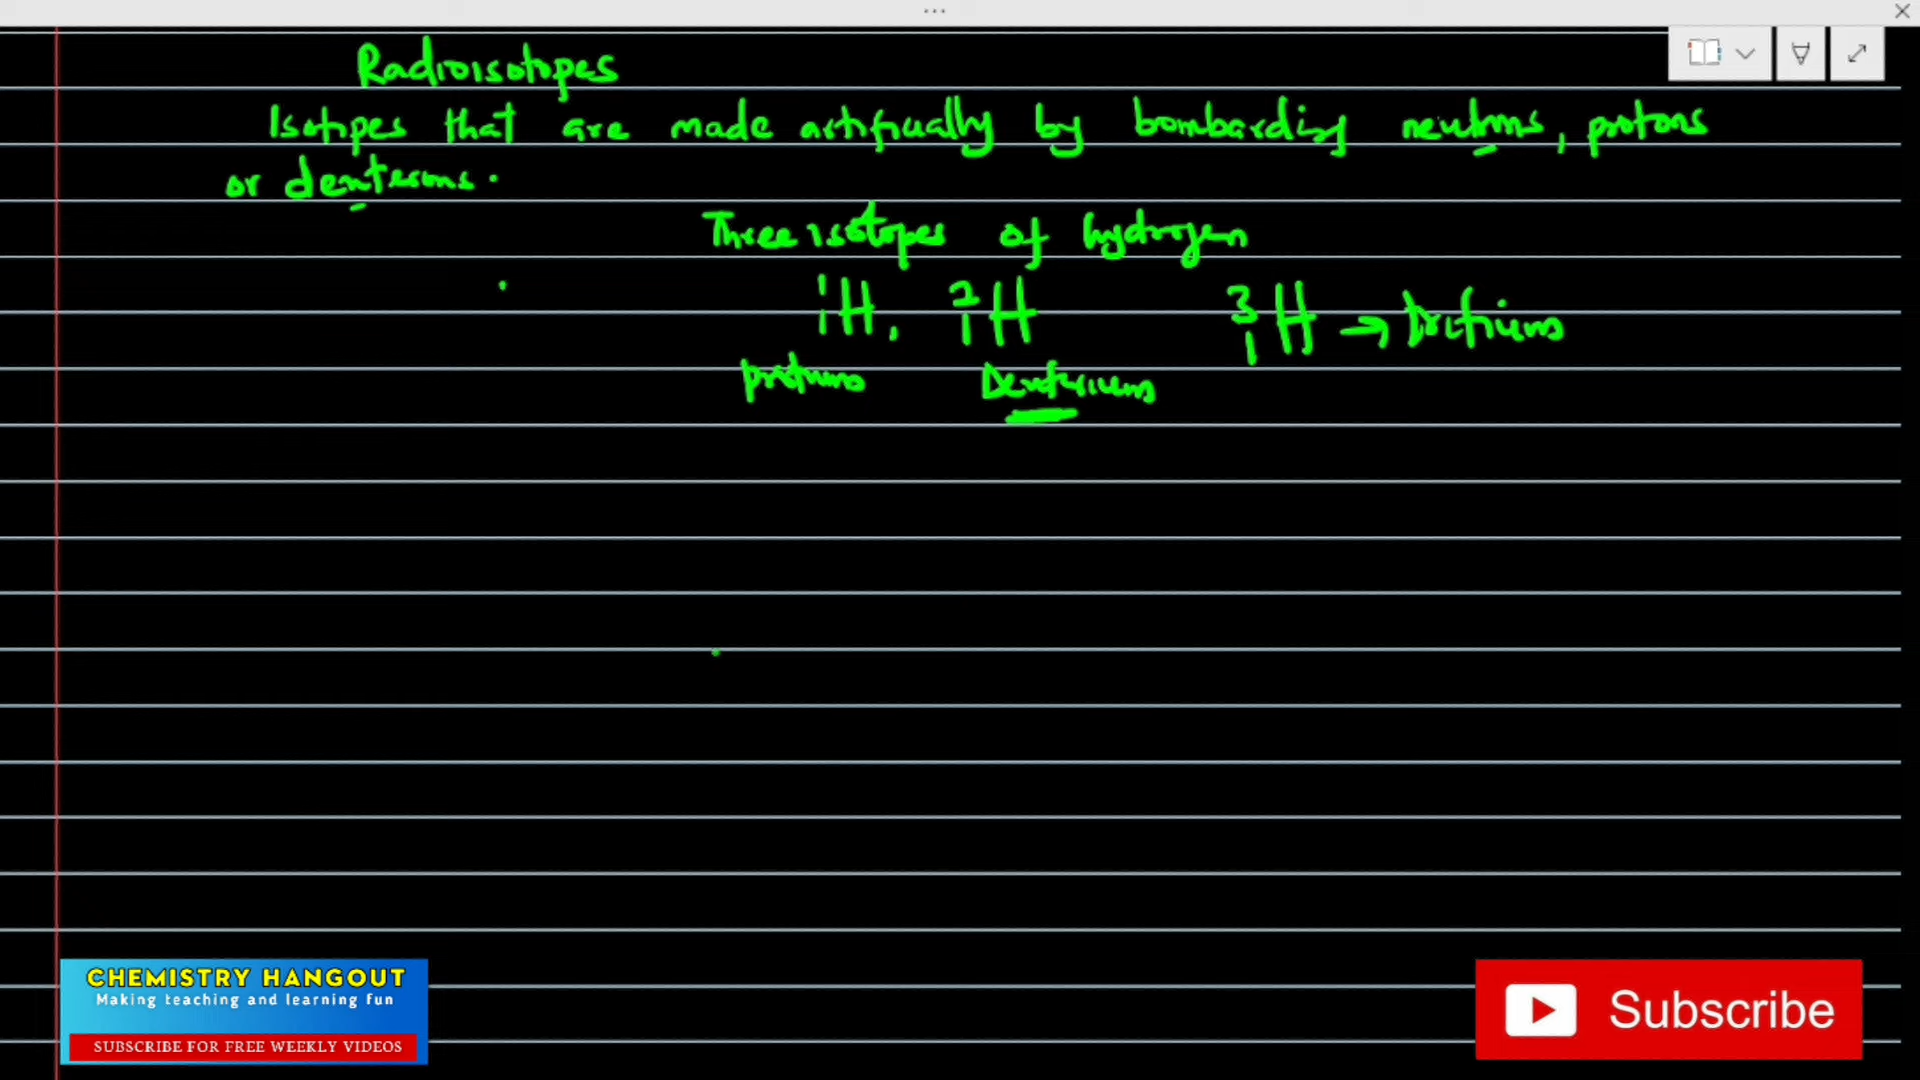 Radioisotopes
Isotopes that are made artificially by bombarding neutrons, protons
or deuterons.
Three isotopes of hydrogen
¹₁H, ²₁H ³₁H → Tritium
protium Deuterium
CHEMISTRY HANGOUT
Making teaching and learning fun
SUBSCRIBE FOR FREE WEEKLY VIDEOS
Subscribe